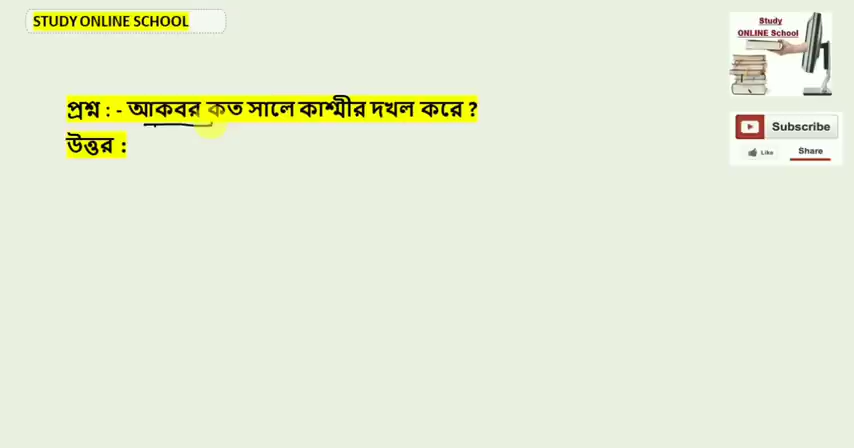 STUDY ONLINE SCHOOL
Study
ONLINE School
প্রশ্ন : - আকবর কত সালে কাশ্মীর দখল করে ?
উত্তর :
Subscribe
Like
Share